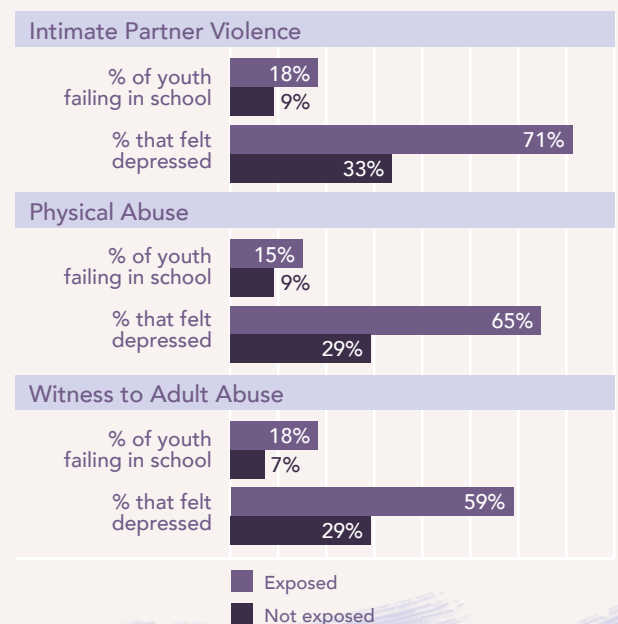 Intimate Partner Violence
% of youth
failing in school
18%
9%
% that felt
depressed
71%
33%
Physical Abuse
% of youth
failing in school
15%
9%
% that felt
depressed
65%
29%
Witness to Adult Abuse
% of youth
failing in school
18%
7%
% that felt
depressed
59%
29%
Exposed
Not exposed